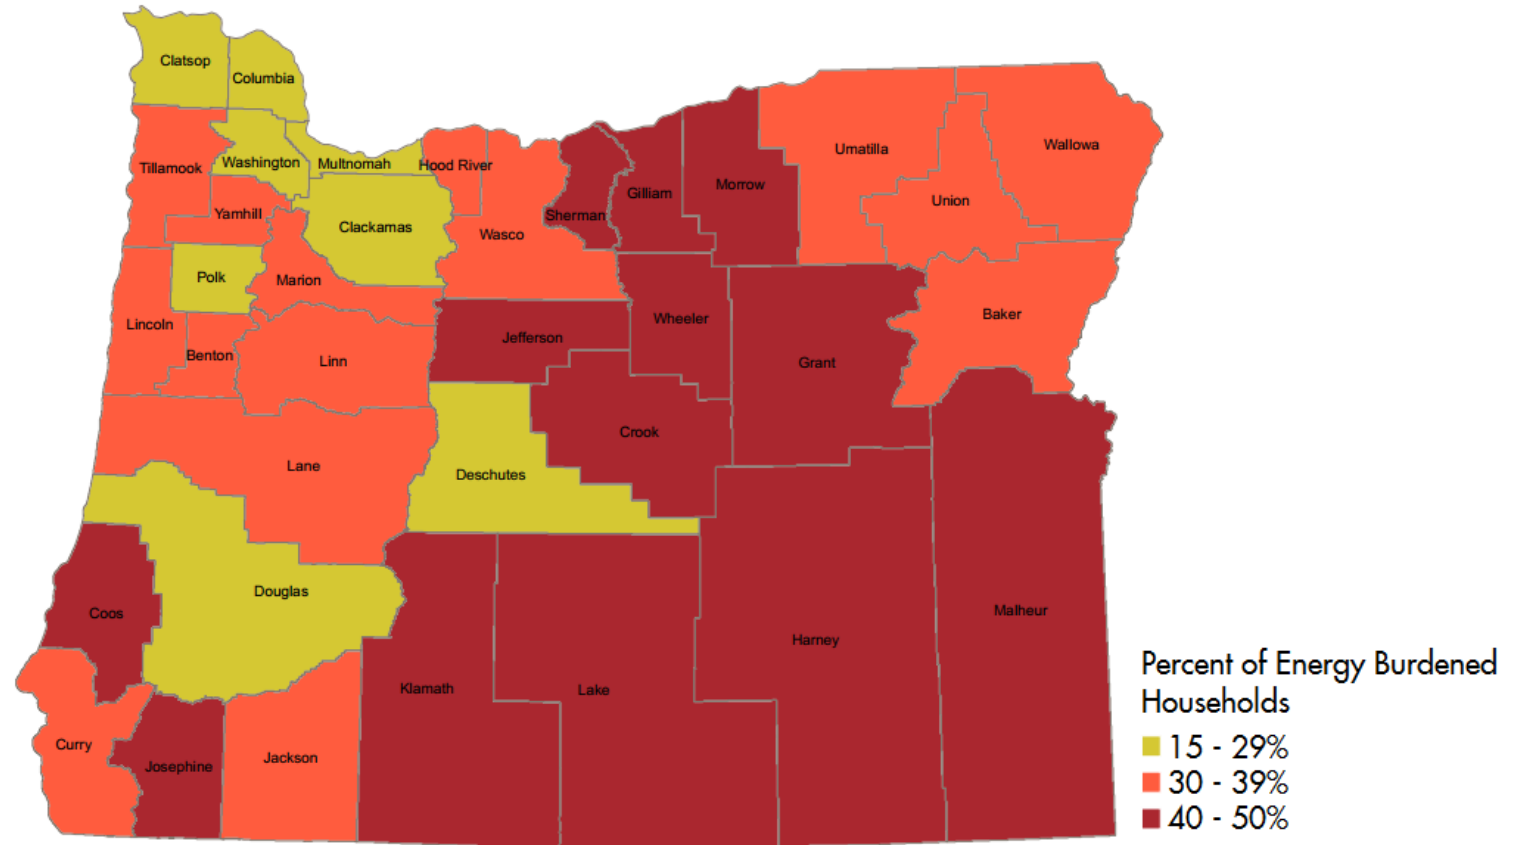 Clatsop
Columbia
Tillamook
Washington
Multnomah
Hood River
Umatilla
Wallowa
Yamhill
Clackamas
Wasco
Sherman
Gilliam
Morrow
Union
Polk
Marion
Lincoln
Benton
Linn
Jefferson
Wheeler
Grant
Baker
Lane
Deschutes
Crook
Coos
Douglas
Klamath
Lake
Harney
Malheur
Curry
Josephine
Jackson
Percent of Energy Burdened
Households
15 - 29%
30 - 39%
40 - 50%